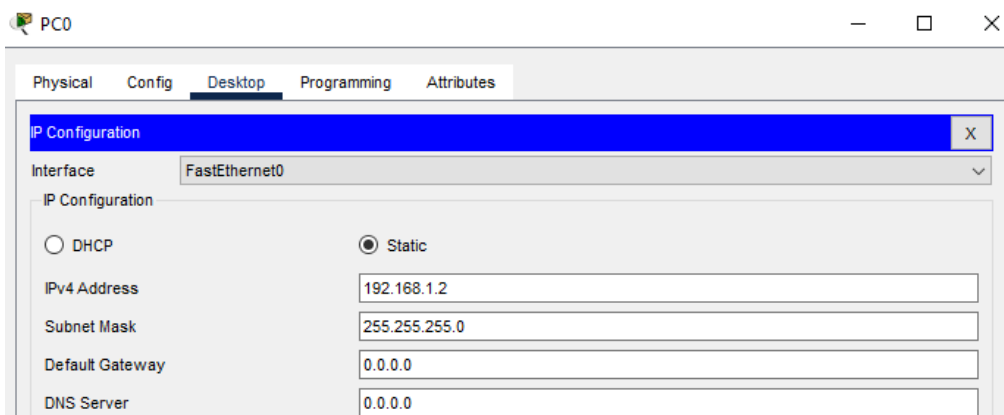 PC0
Physical Config Desktop Programming Attributes
IP Configuration X
Interface FastEthernet0
IP Configuration
DHCP Static
IPv4 Address 192.168.1.2
Subnet Mask 255.255.255.0
Default Gateway 0.0.0.0
DNS Server 0.0.0.0